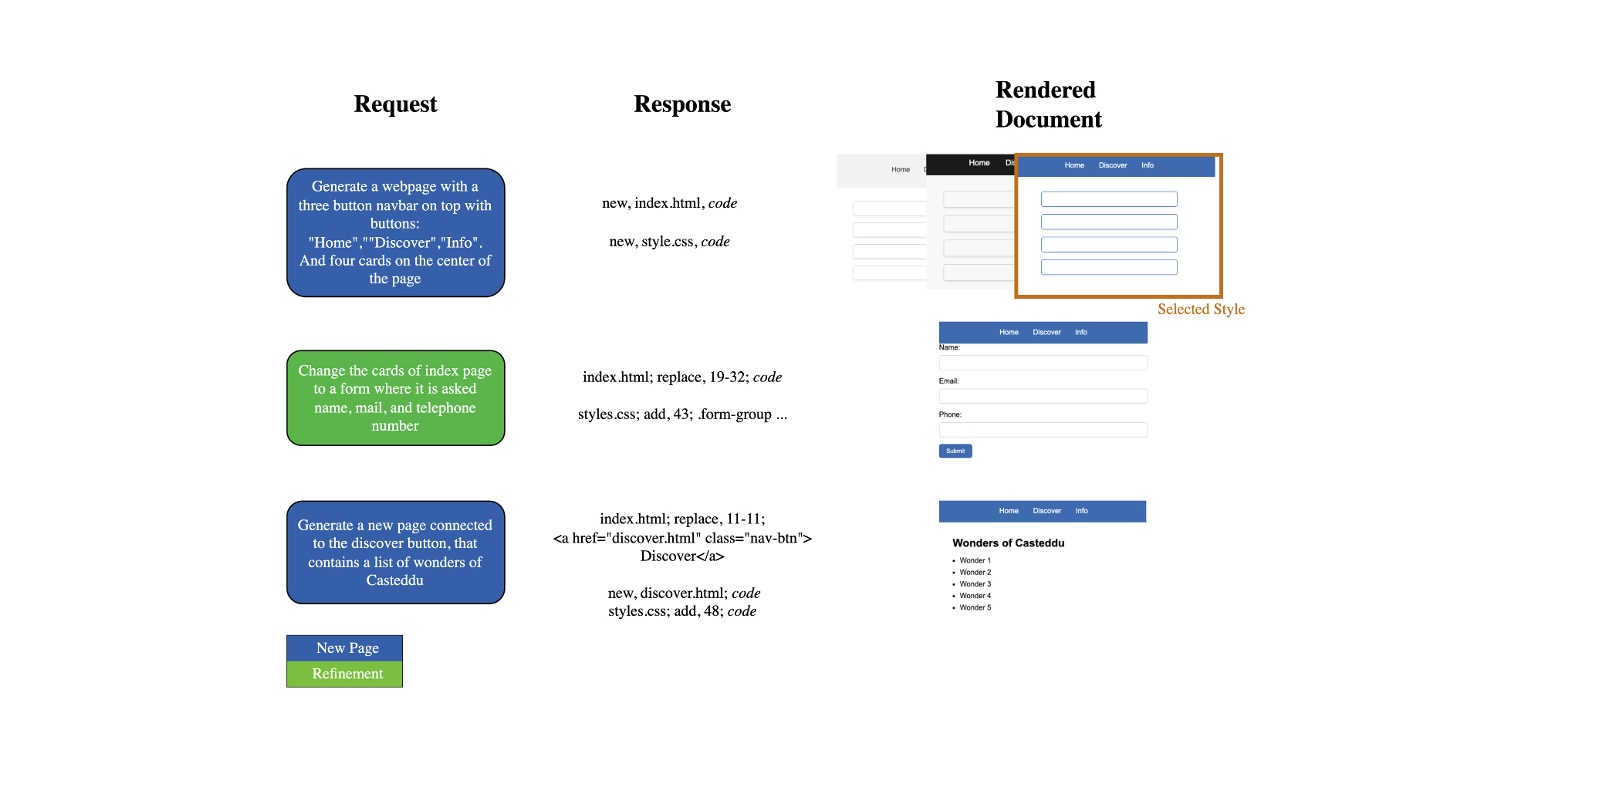 Request
Response
Rendered
Document
Generate a webpage with a
three button navbar on top with
buttons:
"Home",""Discover","Info".
And four cards on the center of
the page
new, index.html, code
new, style.css, code
Home
Home
Home Discover Info
Selected Style
Change the cards of index page
to a form where it is asked
name, mail, and telephone
number
index.html; replace, 19-32; code
styles.css; add, 43; .form-group ...
Home Discover Info
Name:
Email:
Phone:
Submit
Generate a new page connected
to the discover button, that
contains a list of wonders of
Casteddu
index.html; replace, 11-11;
<a href="discover.html" class="nav-btn">
Discover</a>
new, discover.html; code
styles.css; add, 48; code
Home Discover Info
Wonders of Casteddu
• Wonder 1
• Wonder 2
• Wonder 3
• Wonder 4
• Wonder 5
New Page
Refinement